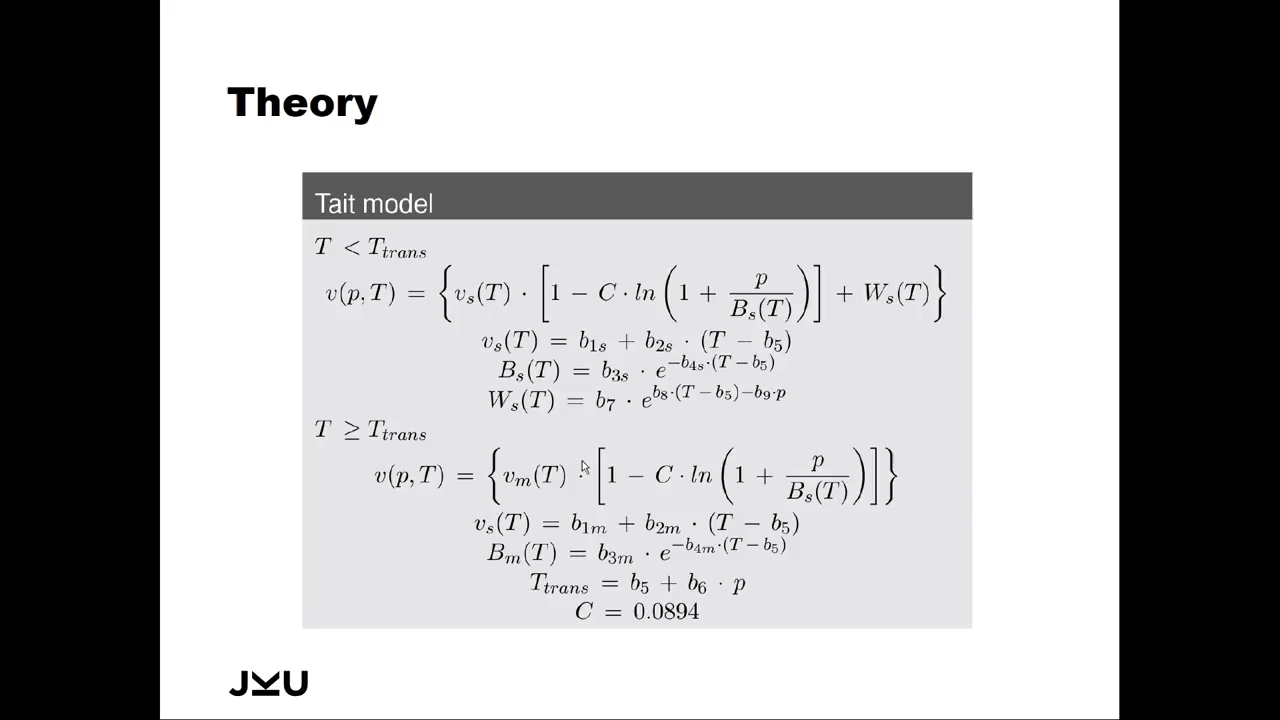 Theory
Tait model
T < T_trans
v(p, T) = { v_s(T) · [ 1 − C · ln ( 1 + p / B_s(T) ) ] + W_s(T) }
v_s(T) = b_1s + b_2s · (T − b_5)
B_s(T) = b_3s · e^(−b_4s·(T−b_5))
W_s(T) = b_7 · e^(b_8·(T−b_5)−b_9·p)
T ≥ T_trans
v(p, T) = { v_m(T) · [ 1 − C · ln ( 1 + p / B_s(T) ) ] }
v_s(T) = b_1m + b_2m · (T − b_5)
B_m(T) = b_3m · e^(−b_4m·(T−b_5))
T_trans = b_5 + b_6 · p
C = 0.0894
JKU